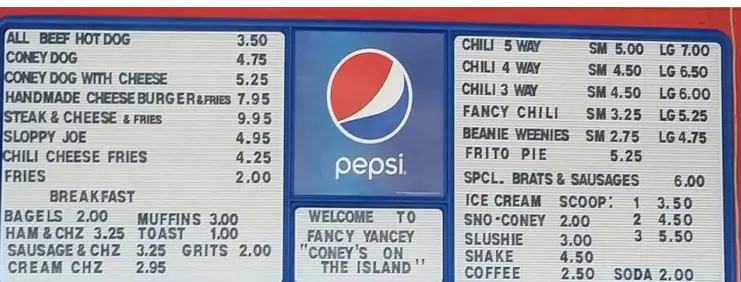 ALL BEEF HOT DOG 3.50
CONEY DOG 4.75
CONEY DOG WITH CHEESE 5.25
HANDMADE CHEESEBURGER & FRIES 7.95
STEAK & CHEESE & FRIES 9.95
SLOPPY JOE 4.95
CHILI CHEESE FRIES 4.25
FRIES 2.00
BREAKFAST
BAGELS 2.00 MUFFINS 3.00
HAM & CHZ 3.25 TOAST 1.00
SAUSAGE & CHZ 3.25 GRITS 2.00
CREAM CHZ 2.95
pepsi
WELCOME TO
FANCY YANCEY
"CONEY'S ON
THE ISLAND"
CHILI 5 WAY SM 5.00 LG 7.00
CHILI 4 WAY SM 4.50 LG 6.50
CHILI 3 WAY SM 4.50 LG 6.00
FANCY CHILI SM 3.25 LG 5.25
BEANIE WEENIES SM 2.75 LG 4.75
FRITO PIE 5.25
SPCL. BRATS & SAUSAGES 6.00
ICE CREAM SCOOP: 1 3.50
SNO-CONEY 2.00 2 4.50
SLUSHIE 3.00 3 5.50
SHAKE 4.50
COFFEE 2.50 SODA 2.00